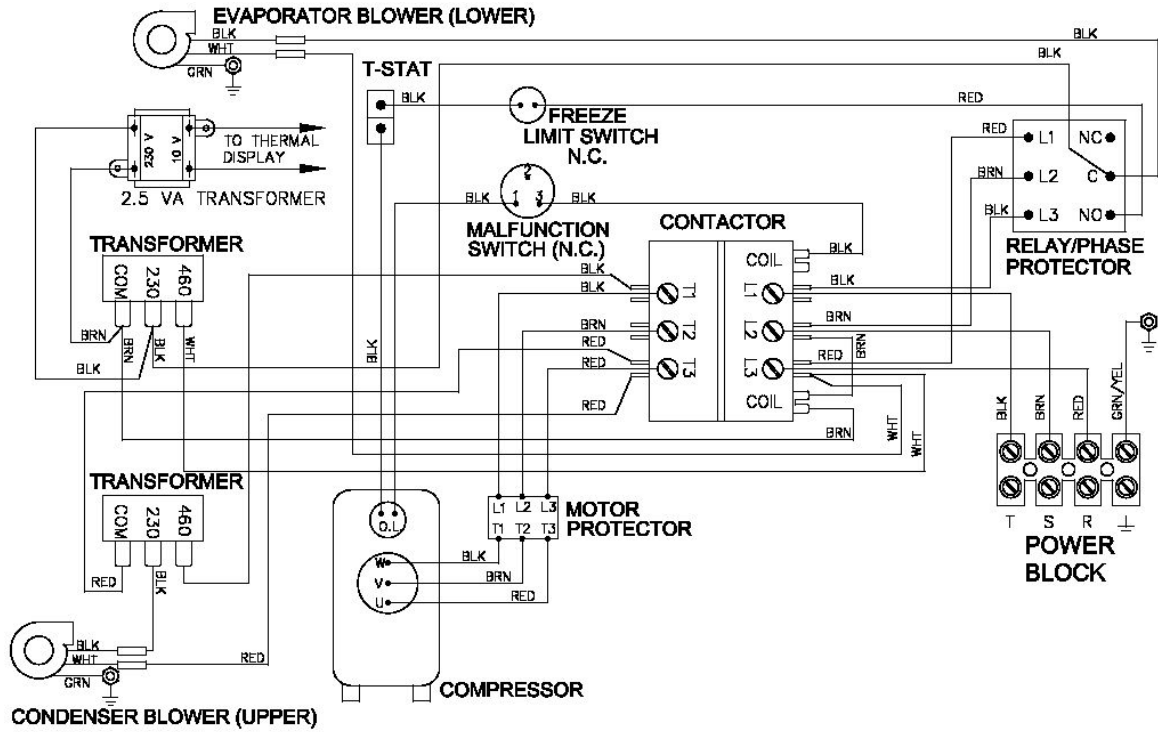 EVAPORATOR BLOWER (LOWER)
BLK
WHT
GRN
BLK
BLK
T-STAT
BLK
FREEZE
LIMIT SWITCH
N.C.
RED
230 V
10 V
TO THERMAL
DISPLAY
2.5 VA TRANSFORMER
RED
L1
NC
BRN
L2
C
BLK
L3
NO
RELAY/PHASE
PROTECTOR
2
1
3
BLK
BLK
MALFUNCTION
SWITCH (N.C.)
CONTACTOR
COIL
BLK
TRANSFORMER
COM
230
460
BRN
BRN
BLK
WHT
BLK
BLK
BLK
T1
L1
BLK
BRN
T2
L2
BRN
RED
BRN
RED
T3
L3
RED
RED
COIL
BRN
WHT
WHT
BLK
BLK
BRN
RED
GRN/YEL
T
S
R
POWER
BLOCK
TRANSFORMER
COM
230
460
RED
BLK
O.L.
L1
L2
L3
T1
T2
T3
MOTOR
PROTECTOR
W
V
U
BLK
BRN
RED
COMPRESSOR
BLK
WHT
GRN
RED
CONDENSER BLOWER (UPPER)